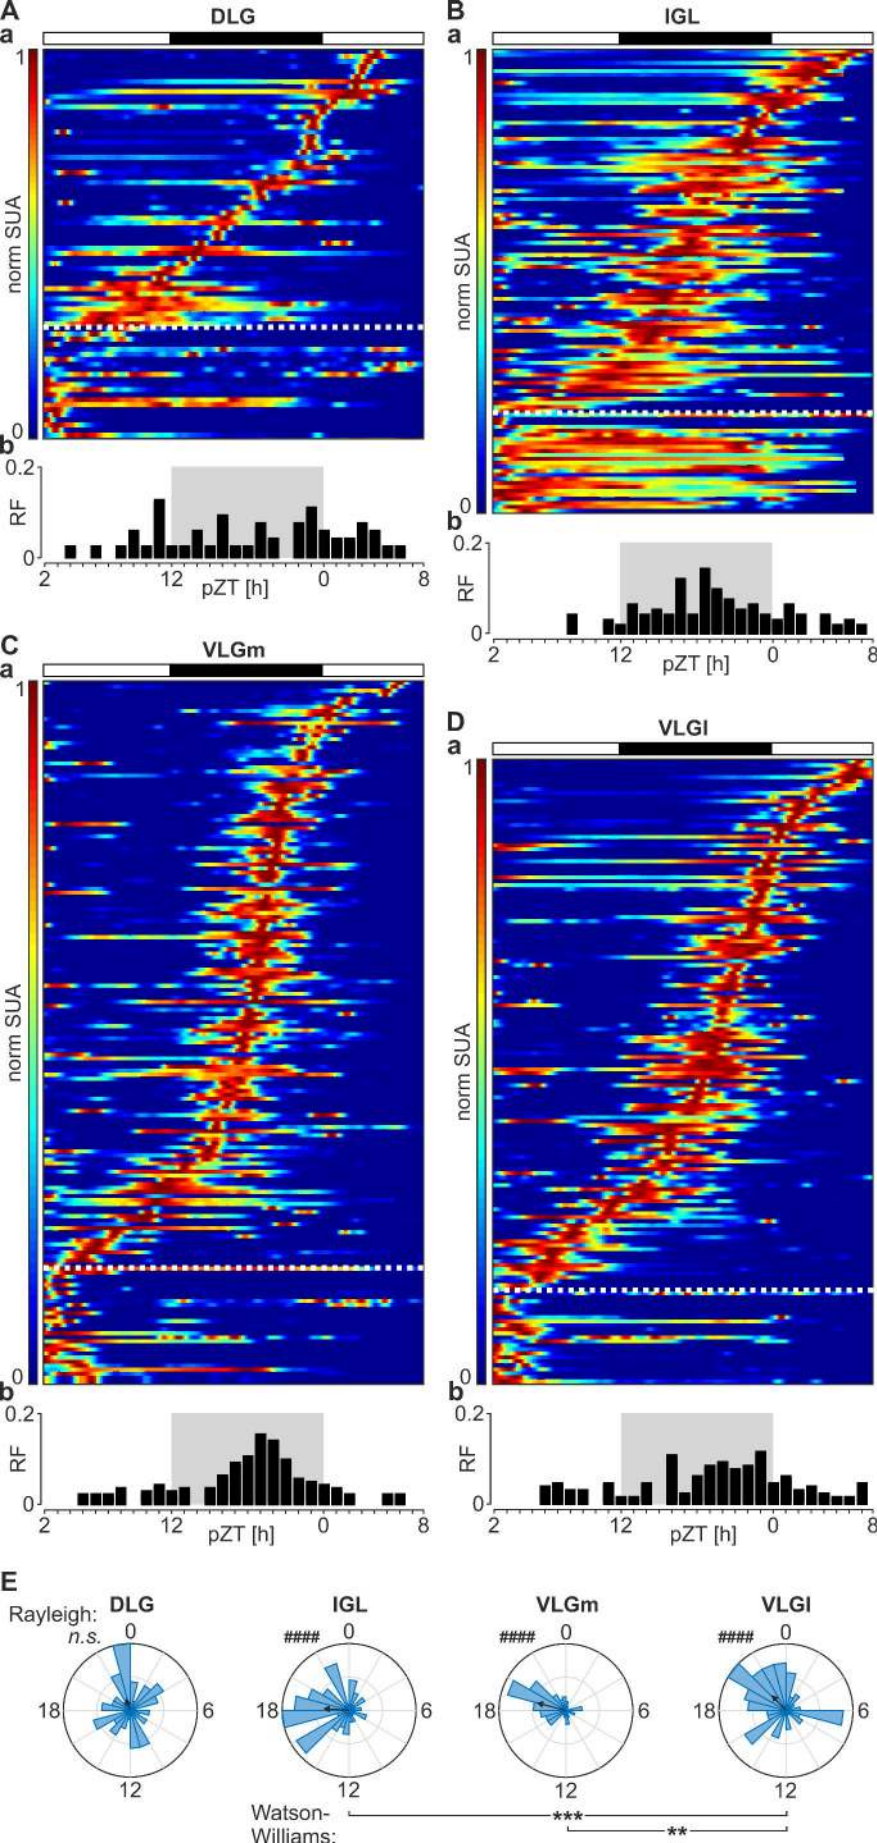 A
DLG
a
1
norm SUA
0
b
0.2
RF
0
2
12
0
8
pZT [h]
B
IGL
a
1
norm SUA
0
b
0.2
RF
0
2
12
0
8
pZT [h]
C
VLGm
a
1
norm SUA
0
b
0.2
RF
0
2
12
0
8
pZT [h]
D
VLGl
a
1
norm SUA
0
b
0.2
RF
0
2
12
0
8
pZT [h]
E
DLG
IGL
VLGm
VLGl
Rayleigh:
n.s.
0
####
0
####
0
####
0
18
6
18
6
18
6
18
6
12
12
12
12
Watson-
Williams:
***
**